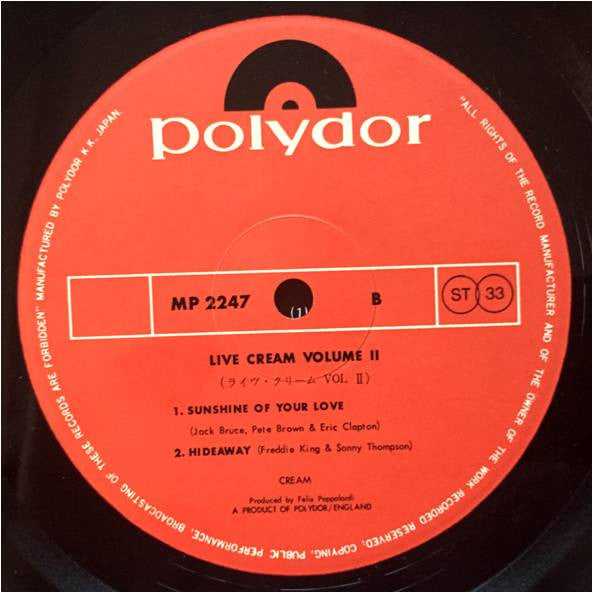 polydor
MP 2247
(1)
B
ST 33
LIVE CREAM VOLUME II
(ライヴ・クリーム VOL. II)
1. SUNSHINE OF YOUR LOVE
(Jack Bruce, Pete Brown & Eric Clapton)
2. HIDEAWAY (Freddie King & Sonny Thompson)
CREAM
Produced by Felix Pappalardi
A PRODUCT OF POLYDOR/ENGLAND
"ALL RIGHTS OF THE RECORD MANUFACTURER AND OF THE OWNER OF THE WORK RECORDED RESERVED, COPYING, PUBLIC PERFORMANCE, BROADCASTING OF THESE RECORDS ARE FORBIDDEN" MANUFACTURED BY POLYDOR K.K. JAPAN.